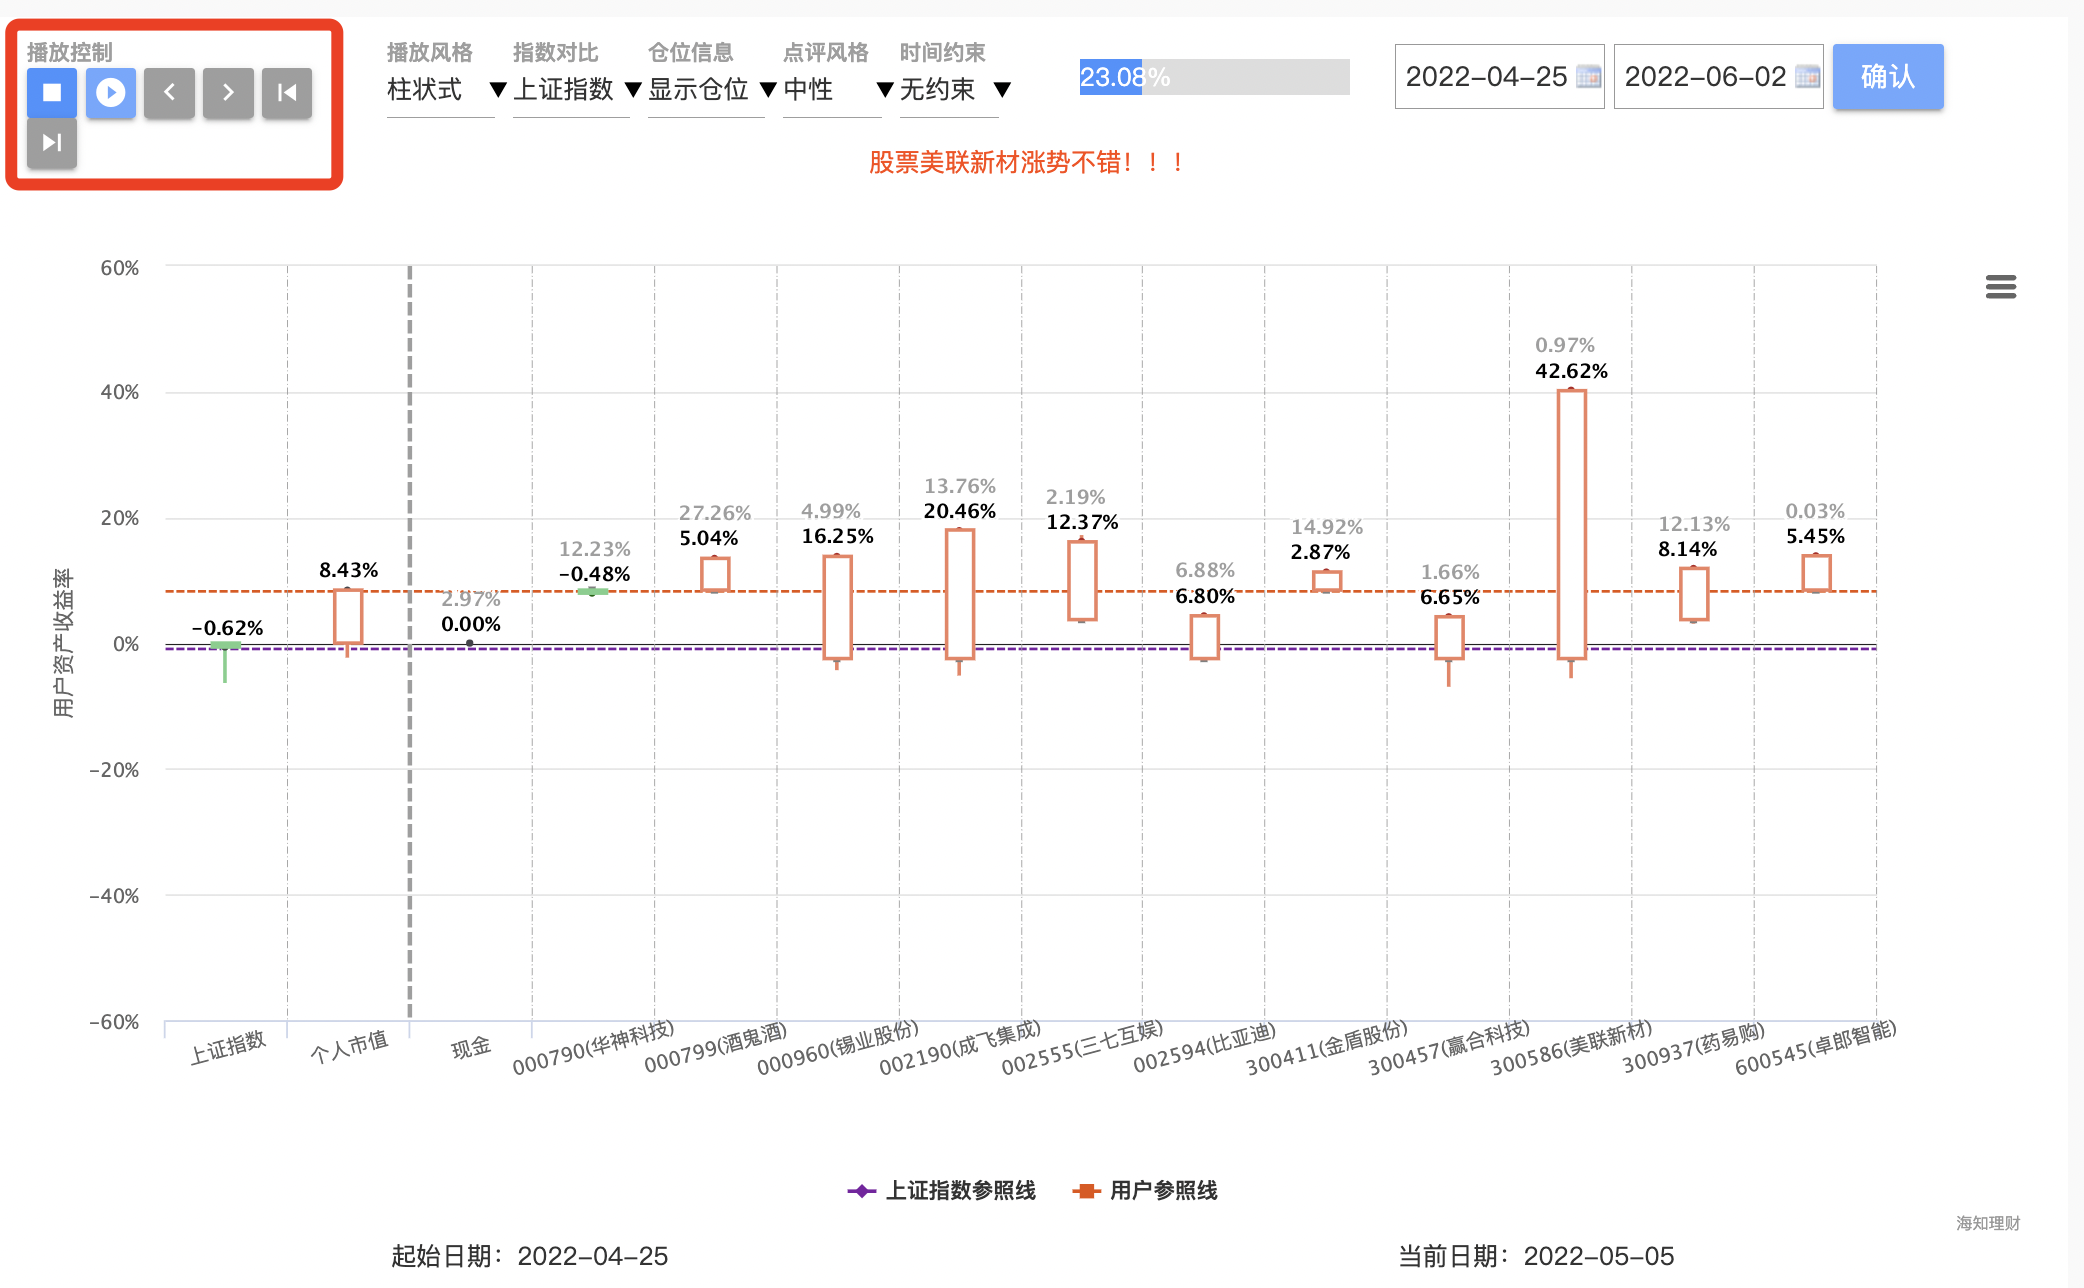 播放控制
播放风格 指数对比 仓位信息 点评风格 时间约束
柱状式 上证指数 显示仓位 中性 无约束
23.08%
2022-04-25 2022-06-02 确认
股票美联新材涨势不错！！！
60%
40%
20%
0%
-20%
-40%
-60%
用户资产收益率
-0.62%
8.43%
2.97%
0.00%
12.23%
-0.48%
27.26%
5.04%
4.99%
16.25%
13.76%
20.46%
2.19%
12.37%
6.88%
6.80%
14.92%
2.87%
1.66%
6.65%
0.97%
42.62%
12.13%
8.14%
0.03%
5.45%
上证指数
个人市值
现金
000790(华神科技)
000799(酒鬼酒)
000960(锡业股份)
002190(成飞集成)
002555(三七互娱)
002594(比亚迪)
300411(金盾股份)
300457(赢合科技)
300586(美联新材)
300937(药易购)
600545(卓郎智能)
上证指数参照线 用户参照线
海知理财
起始日期：2022-04-25 当前日期：2022-05-05